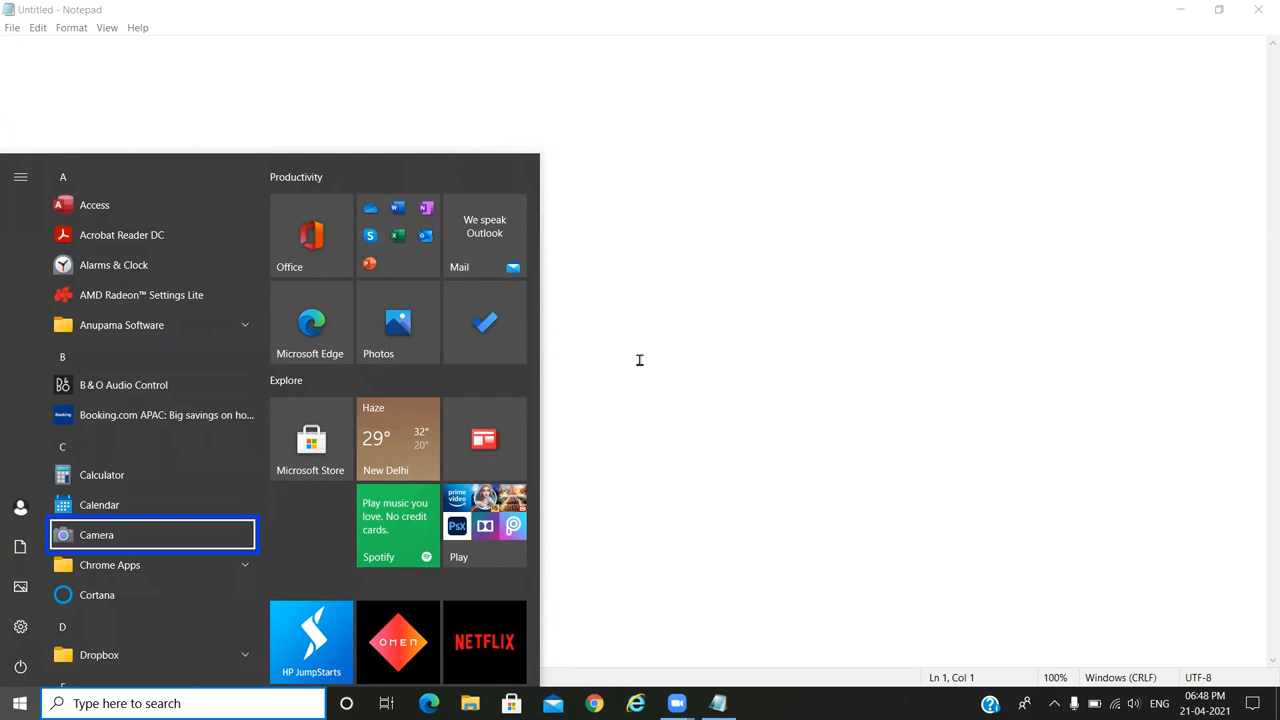 Untitled - Notepad
File Edit Format View Help
A
Access
Acrobat Reader DC
Alarms & Clock
AMD Radeon™ Settings Lite
Anupama Software
B
B & O Audio Control
Booking.com APAC: Big savings on ho...
C
Calculator
Calendar
Camera
Chrome Apps
Cortana
D
Dropbox
Productivity
Office
We speak
Outlook
Mail
Microsoft Edge
Photos
Explore
Microsoft Store
Haze
29° 32°
20°
New Delhi
Play music you
love. No credit
cards.
Spotify
prime video
Psx
Play
HP JumpStarts
OMEN
NETFLIX
Ln 1, Col 1 100% Windows (CRLF) UTF-8
Type here to search
ENG
06:48 PM
21-04-2021